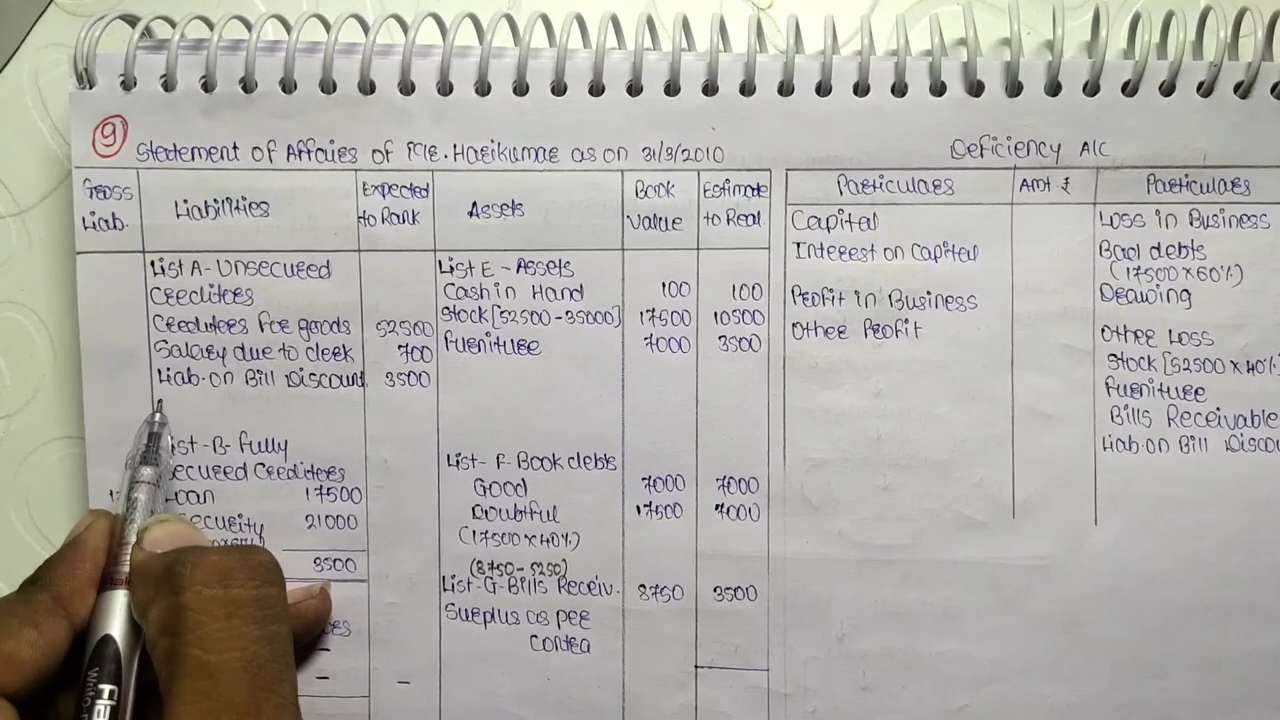 9
Statement of Affairs of Mr. Harikumar as on 31/3/2010
Deficiency A/C
Gross Liab.
Liabilities
Expected to Rank
Assets
Book Value
Estimate to Real.
List A - Unsecured
Creditors
Creditors for goods 52500
Salary due to clerk 700
Liab. on Bill Discount. 3500
List - B - Fully
Secured Creditors
Loan 17500
Security 21000
3500
-
- -
List E - Assets
Cash in Hand 100 100
Stock [52500 - 35000] 17500 10500
Furniture 7000 3500
List - F - Book debts
Good 7000 7000
Doubtful 17500 7000
(17500 x 40%)
(8750 - 5250)
List - G - Bills Receiv. 8750 3500
Surplus as per
contra
Particulars
Amt ₹
Particulars
Capital
Interest on Capital
Profit in Business
Other Profit
Loss in Business
Bad debts
(17500 x 60%)
Drawing
Other Loss
Stock [52500 x 40%
Furniture
Bills Receivable
Liab. on Bill Discou